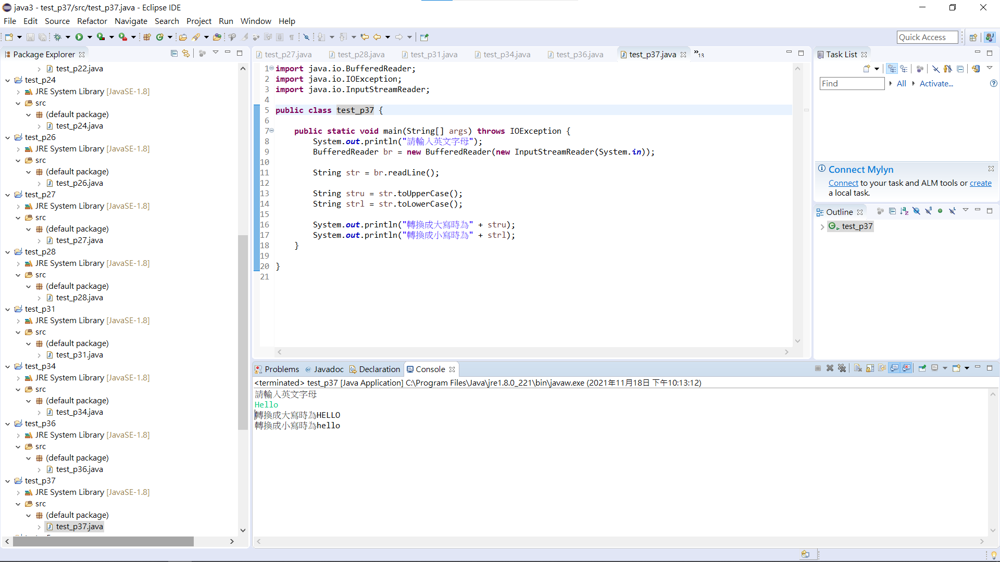 java3 - test_p37/src/test_p37.java - Eclipse IDE
File Edit Source Refactor Navigate Search Project Run Window Help
Quick Access
Package Explorer
test_p22.java
test_p24
JRE System Library [JavaSE-1.8]
src
(default package)
test_p24.java
test_p26
JRE System Library [JavaSE-1.8]
src
(default package)
test_p26.java
test_p27
JRE System Library [JavaSE-1.8]
src
(default package)
test_p27.java
test_p28
JRE System Library [JavaSE-1.8]
src
(default package)
test_p28.java
test_p31
JRE System Library [JavaSE-1.8]
src
(default package)
test_p31.java
test_p34
JRE System Library [JavaSE-1.8]
src
(default package)
test_p34.java
test_p36
JRE System Library [JavaSE-1.8]
src
(default package)
test_p36.java
test_p37
JRE System Library [JavaSE-1.8]
src
(default package)
test_p37.java
test_p27.java test_p28.java test_p31.java test_p34.java test_p36.java test_p37.java »13
1 import java.io.BufferedReader;
2 import java.io.IOException;
3 import java.io.InputStreamReader;
4
5 public class test_p37 {
6
7 public static void main(String[] args) throws IOException {
8 System.out.println("請輸入英文字母");
9 BufferedReader br = new BufferedReader(new InputStreamReader(System.in));
10
11 String str = br.readLine();
12
13 String stru = str.toUpperCase();
14 String strl = str.toLowerCase();
15
16 System.out.println("轉換成大寫時為" + stru);
17 System.out.println("轉換成小寫時為" + strl);
18 }
19
20 }
21
Task List
Find All Activate...
Connect Mylyn
Connect to your task and ALM tools or create
a local task.
Outline
test_p37
Problems @ Javadoc Declaration Console
<terminated> test_p37 [Java Application] C:\Program Files\Java\jre1.8.0_221\bin\javaw.exe (2021年11月18日 下午10:13:12)
請輸入英文字母
Hello
轉換成大寫時為HELLO
轉換成小寫時為hello